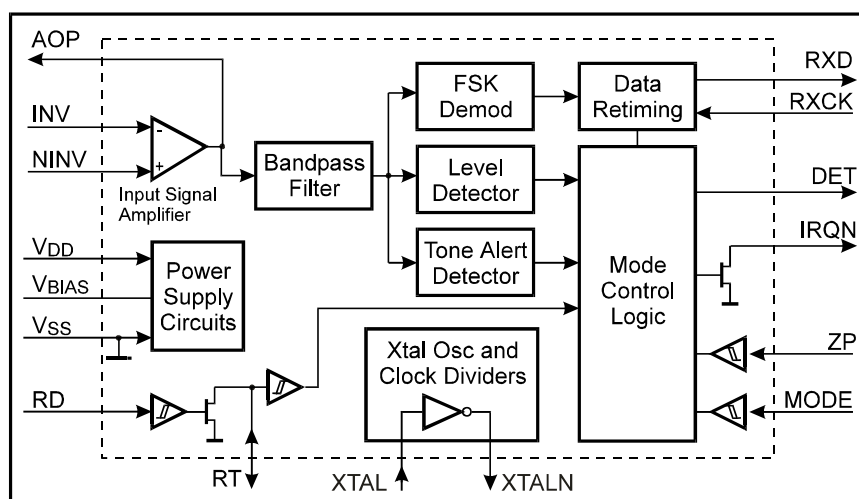 AOP
RXD
FSK
Demod
Data
Retiming
RXCK
INV
-
NINV
+
Input Signal
Amplifier
Bandpass
Filter
Level
Detector
DET
Tone Alert
Detector
IRQN
Mode
Control
Logic
VDD
VBIAS
VSS
Power
Supply
Circuits
Xtal Osc and
Clock Dividers
ZP
RD
MODE
RT
XTAL
XTALN